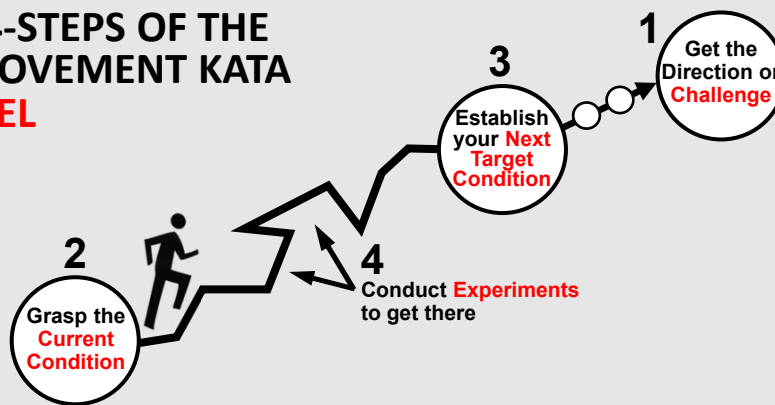 -STEPS OF THE
OVEMENT KATA
EL
1
Get the
Direction or
Challenge
3
Establish
your Next
Target
Condition
2
Grasp the
Current
Condition
4
Conduct Experiments
to get there